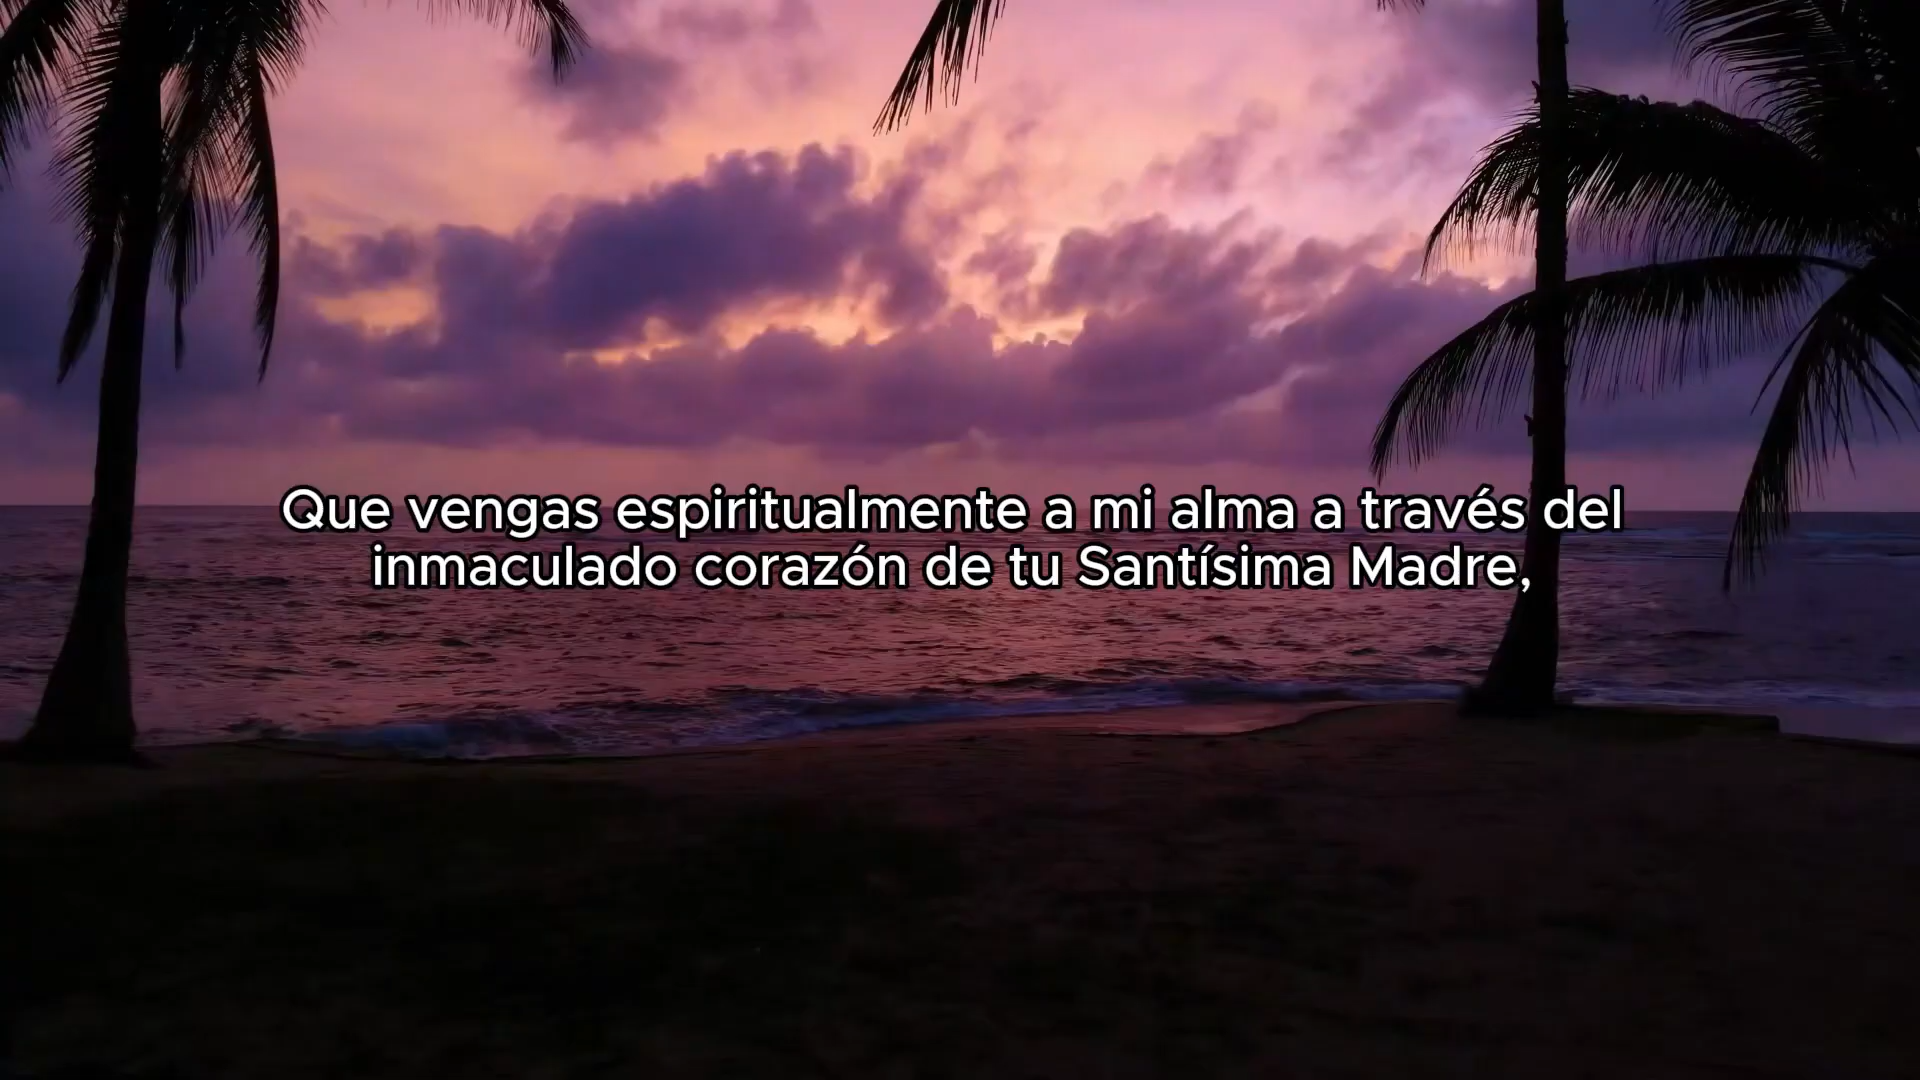 Que vengas espiritualmente a mi alma a través del
inmaculado corazón de tu Santísima Madre,